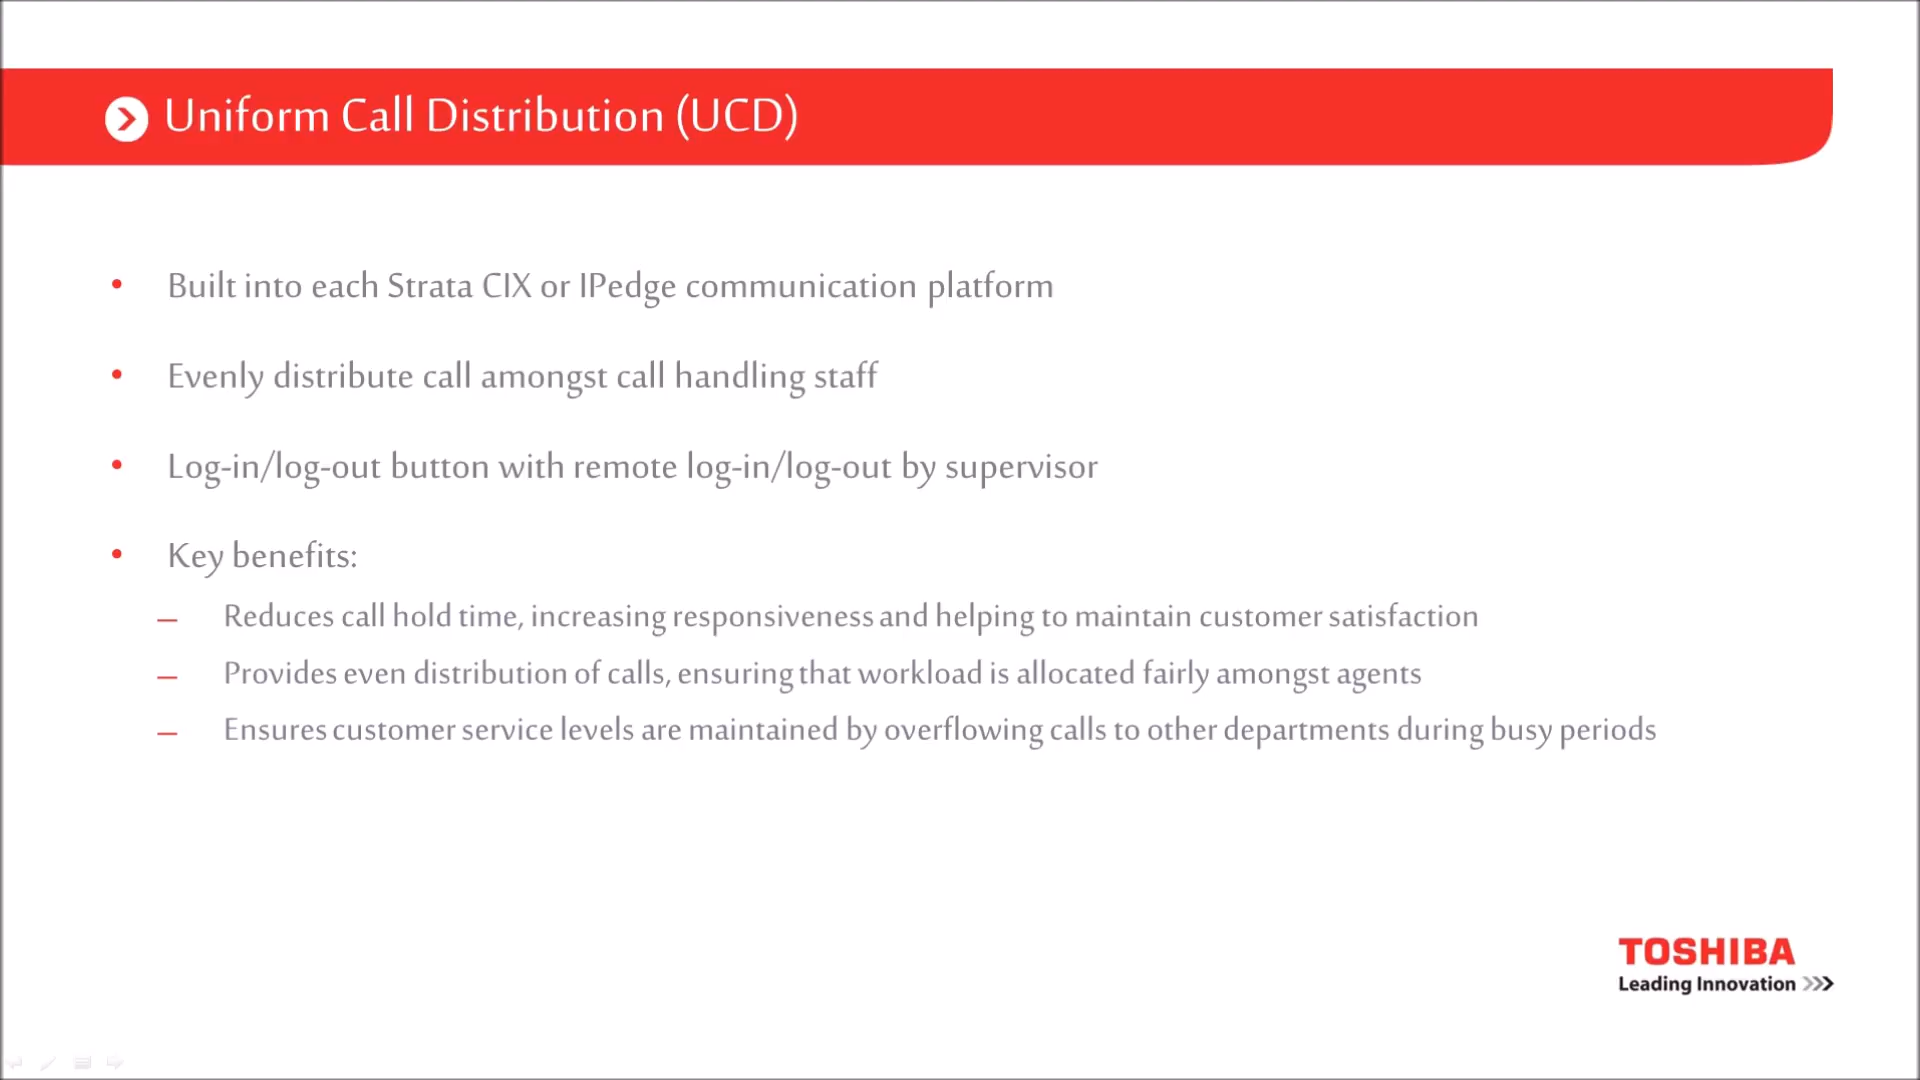 Uniform Call Distribution (UCD)
• Built into each Strata CIX or IPedge communication platform
• Evenly distribute call amongst call handling staff
• Log-in/log-out button with remote log-in/log-out by supervisor
• Key benefits:
– Reduces call hold time, increasing responsiveness and helping to maintain customer satisfaction
– Provides even distribution of calls, ensuring that workload is allocated fairly amongst agents
– Ensures customer service levels are maintained by overflowing calls to other departments during busy periods
TOSHIBA
Leading Innovation